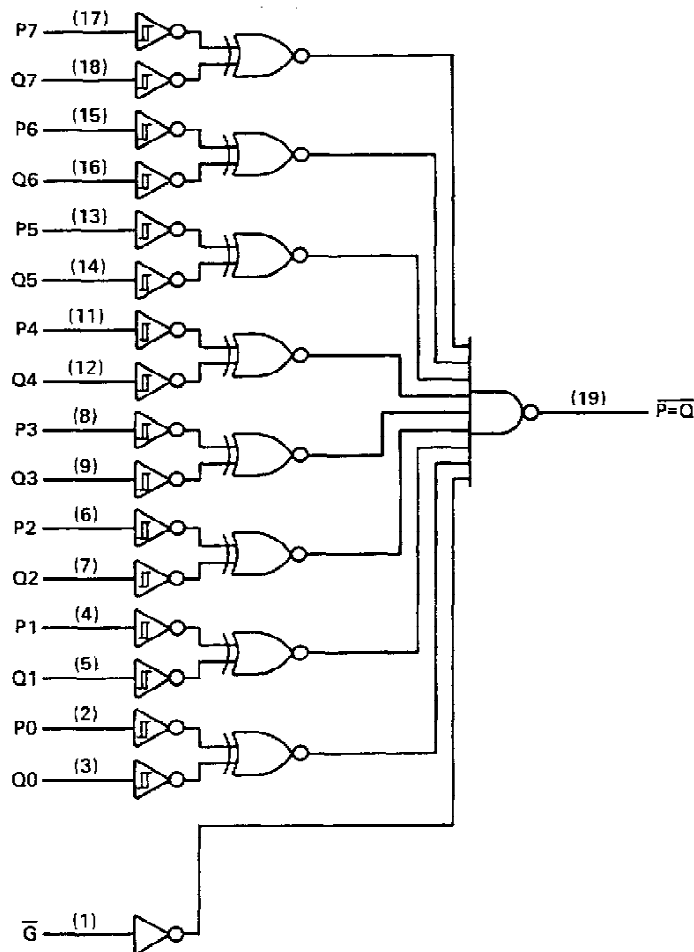 P7 (17)
Q7 (18)
P6 (15)
Q6 (16)
P5 (13)
Q5 (14)
P4 (11)
Q4 (12)
P3 (8)
Q3 (9)
P2 (6)
Q2 (7)
P1 (4)
Q1 (5)
P0 (2)
Q0 (3)
G̅ (1)
(19) P̅=̅Q̅